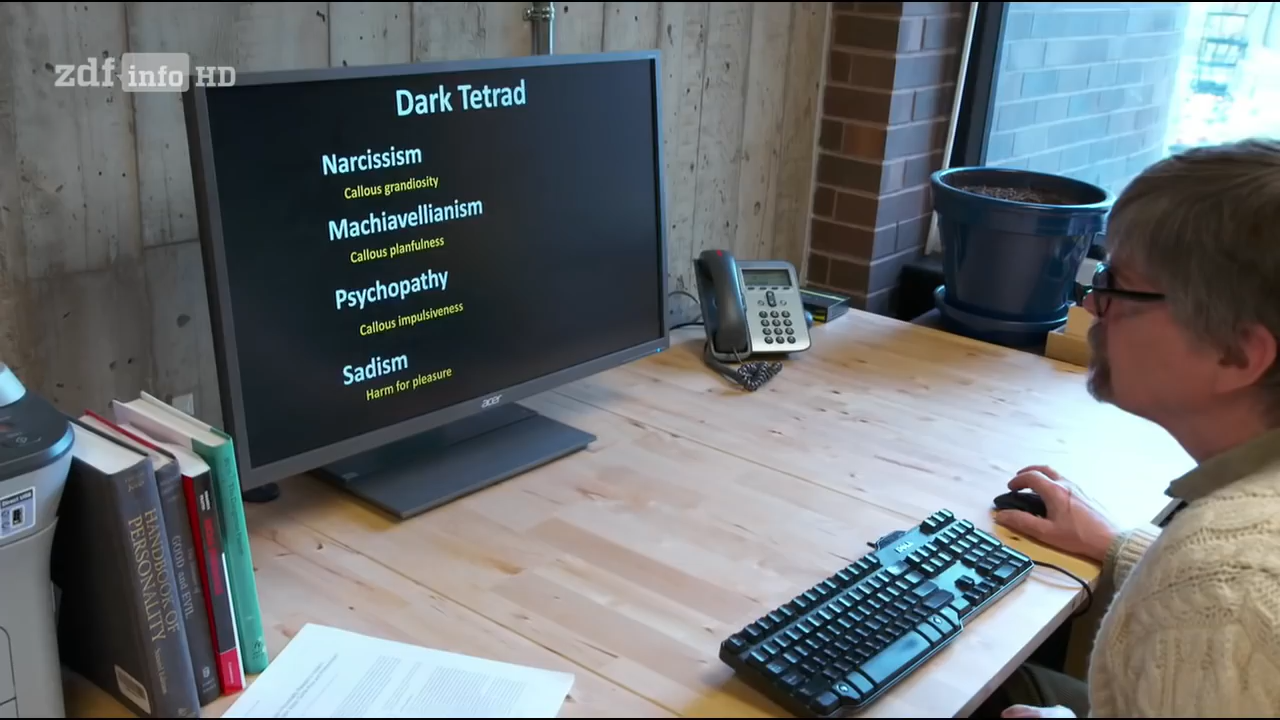 zdf info HD
Dark Tetrad
Narcissism
Callous grandiosity
Machiavellianism
Callous planfulness
Psychopathy
Callous impulsiveness
Sadism
Harm for pleasure
acer
DELL
HANDBOOK OF
PERSONALITY
GOOD and EVIL